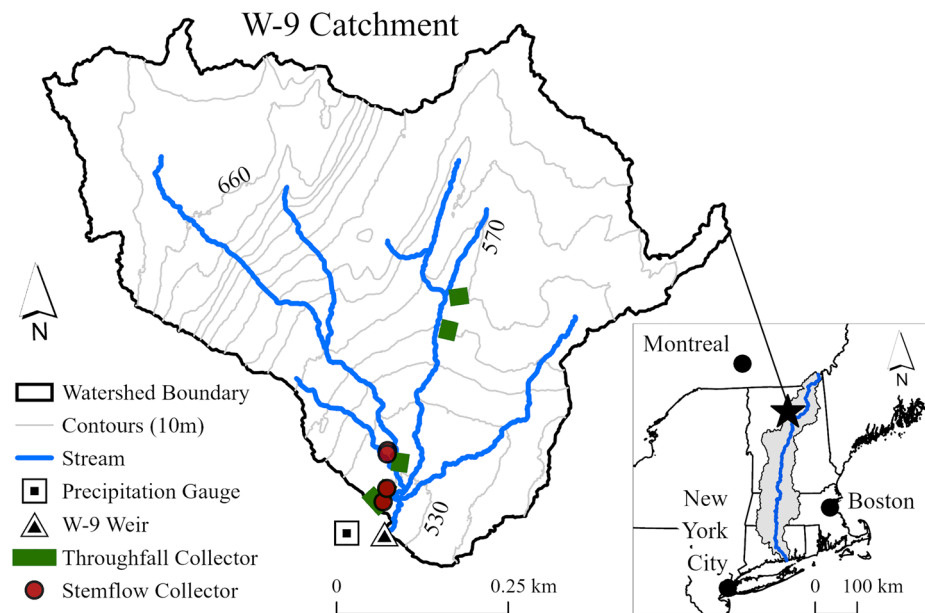 W-9 Catchment
660
570
N
Watershed Boundary
Contours (10m)
Stream
Precipitation Gauge
W-9 Weir
Throughfall Collector
Stemflow Collector
530
0 0.25 km
Montreal
N
New
York
City
Boston
0 100 km